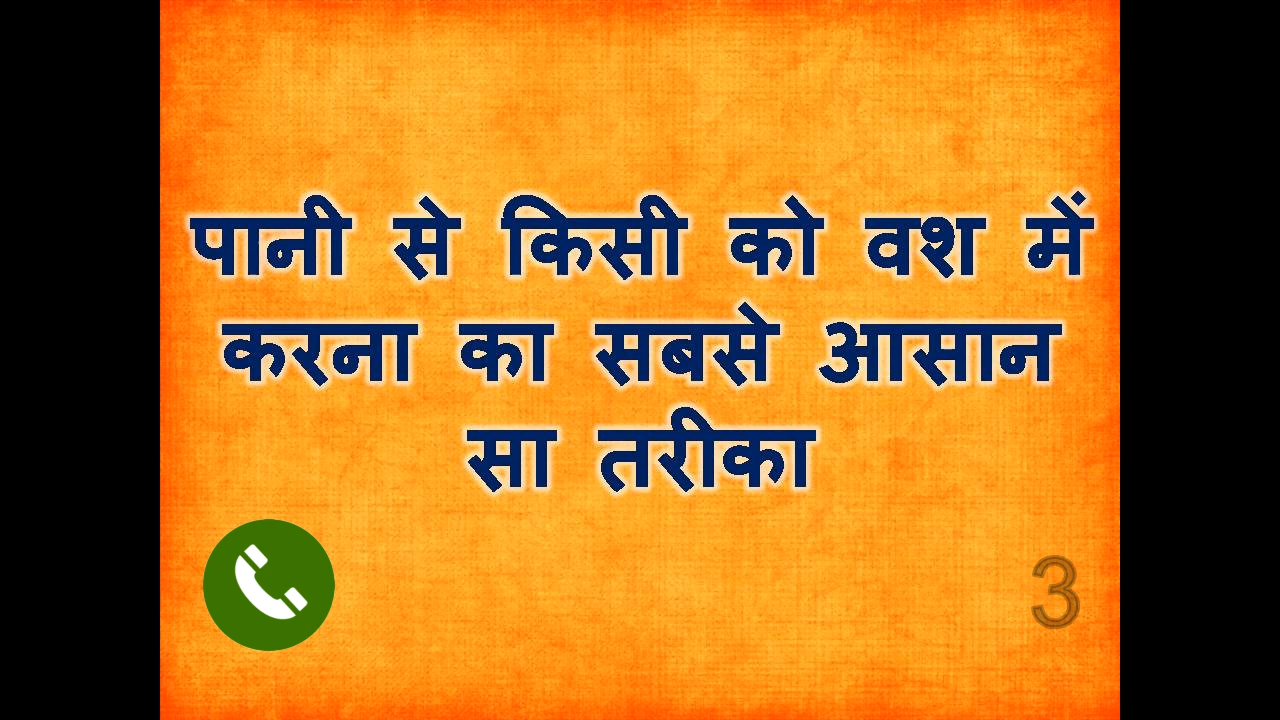 पानी से किसी को वश में
करना का सबसे आसान
सा तरीका
3